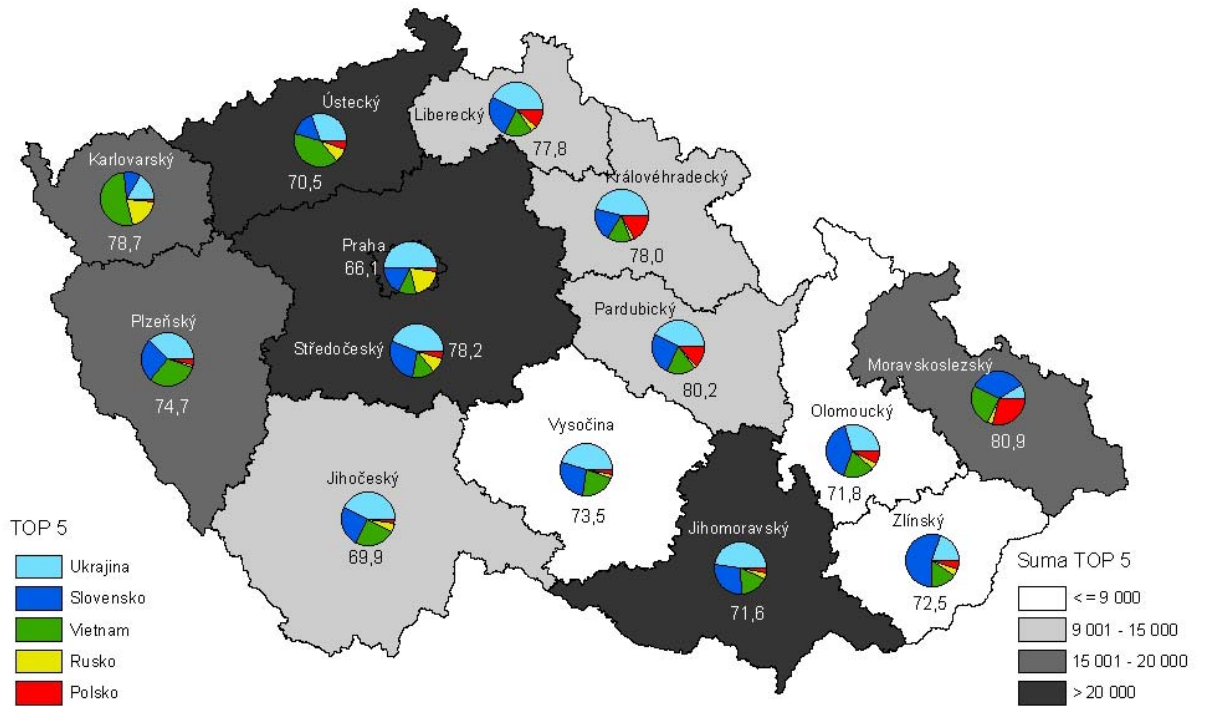 Ústecký
70,5
Liberecký
77,8
Karlovarský
78,7
Královéhradecký
78,0
Praha
66,1
Středočeský
78,2
Plzeňský
74,7
Pardubický
80,2
Moravskoslezský
80,9
Olomoucký
71,8
Vysočina
73,5
Jihočeský
69,9
Jihomoravský
71,6
Zlínský
72,5
TOP 5
Ukrajina
Slovensko
Vietnam
Rusko
Polsko
Suma TOP 5
<= 9 000
9 001 - 15 000
15 001 - 20 000
> 20 000